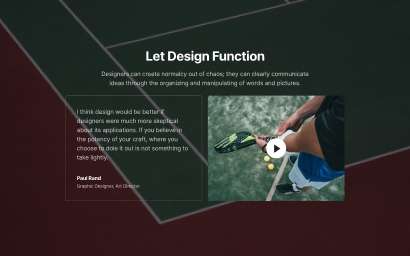 Let Design Function
Designers can create normalcy out of chaos; they can clearly communicate
ideas through the organizing and manipulating of words and pictures.
I think design would be better if
designers were much more skeptical
about its applications. If you believe in
the potency of your craft, where you
choose to dole it out is not something to
take lightly.
Paul Rand
Graphic Designer, Art Director